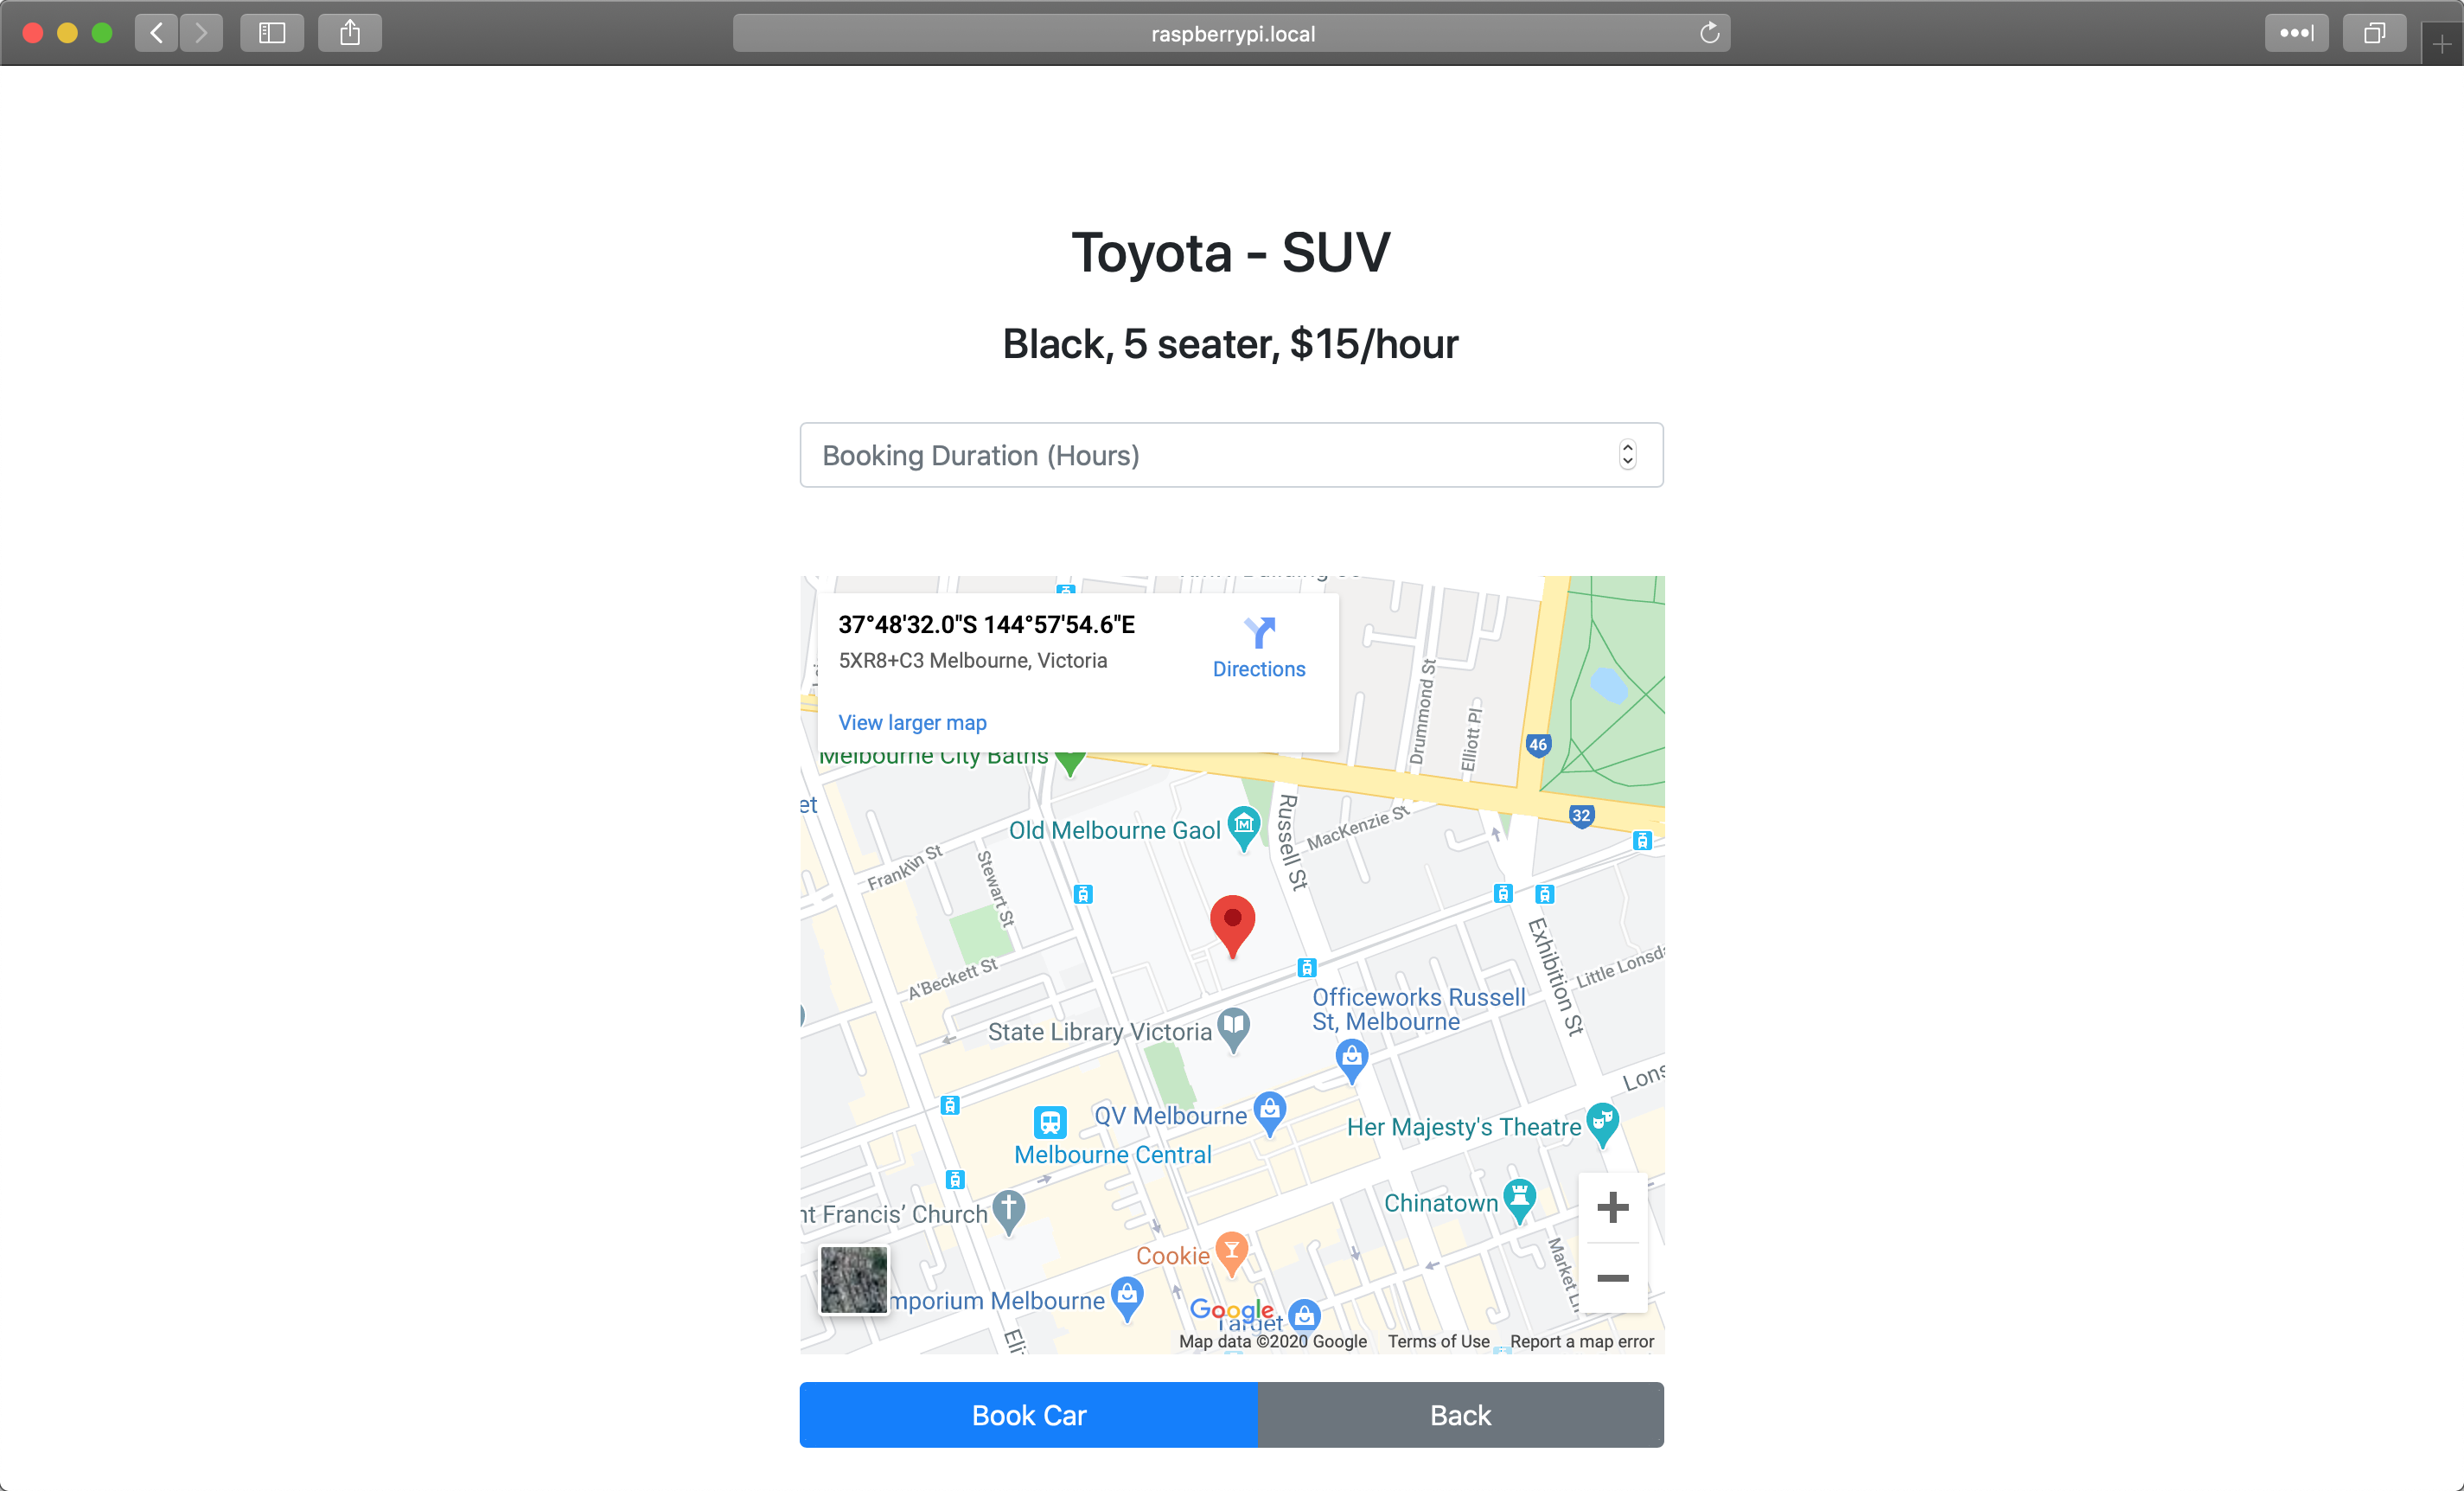 raspberrypi.local
Toyota - SUV
Black, 5 seater, $15/hour
Booking Duration (Hours)
37°48'32.0"S 144°57'54.6"E
5XR8+C3 Melbourne, Victoria
Directions
View larger map
Melbourne City Baths
Drummond St
Elliott Pl
46
32
et
Old Melbourne Gaol
Russell St
MacKenzie St
Franklin St
Stewart St
A'Beckett St
Exhibition St
Little Lonsd
Officeworks Russell
St, Melbourne
State Library Victoria
Lons
QV Melbourne
Her Majesty's Theatre
Melbourne Central
Chinatown
nt Francis' Church
Cookie
Market Ln
mporium Melbourne
Google
Target
Eli
Map data ©2020 Google
Terms of Use
Report a map error
Book Car
Back